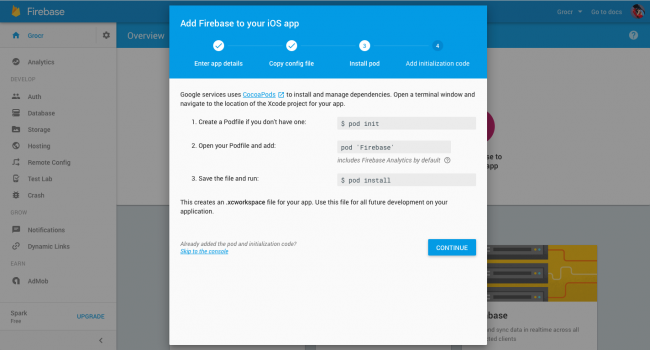 Firebase
Grocr
Go to docs
Grocr
Overview
Analytics
DEVELOP
Auth
Database
Storage
Hosting
Remote Config
Test Lab
Crash
GROW
Notifications
Dynamic Links
EARN
AdMob
Spark
Free
UPGRADE
Add Firebase to your iOS app
3
4
Enter app details
Copy config file
Install pod
Add initialization code
Google services uses CocoaPods to install and manage dependencies. Open a terminal window and
navigate to the location of the Xcode project for your app.
1. Create a Podfile if you don't have one:
$ pod init
2. Open your Podfile and add:
pod 'Firebase'
includes Firebase Analytics by default
3. Save the file and run:
$ pod install
This creates an .xcworkspace file for your app. Use this file for all future development on your
application.
Already added the pod and initialization code?
Skip to the console
CONTINUE
se to
base
nd sync data in realtime across all
ed clients